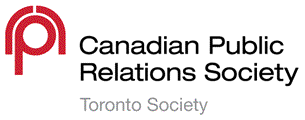 Canadian Public
Relations Society
Toronto Society